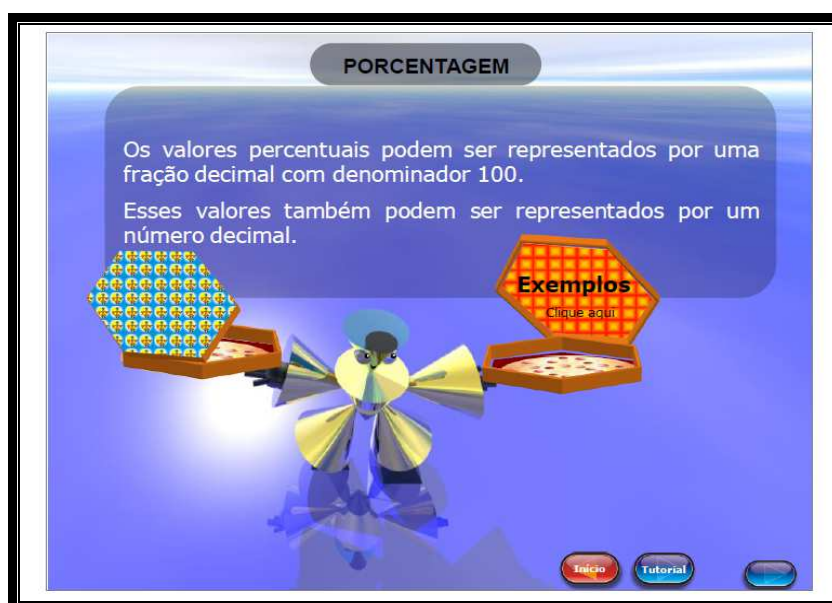 PORCENTAGEM
Os valores percentuais podem ser representados por uma
fração decimal com denominador 100.
Esses valores também podem ser representados por um
número decimal.
Exemplos
Clique aqui
Início
Tutorial